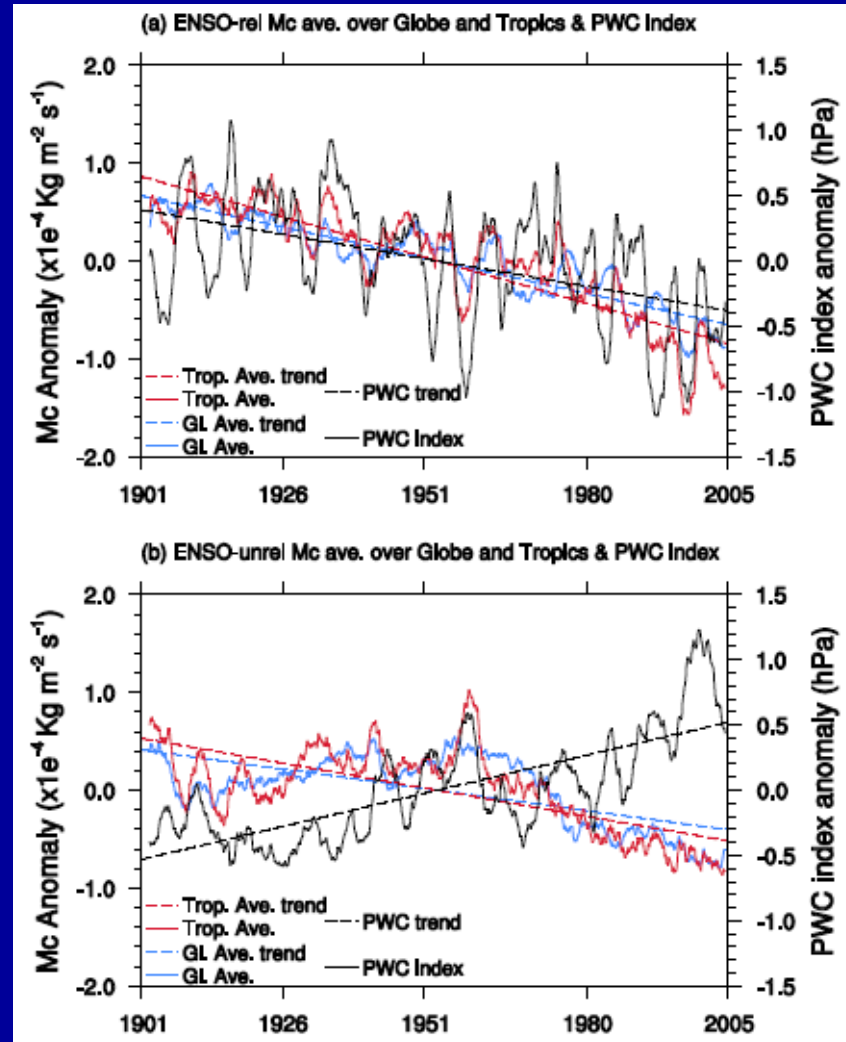 (a) ENSO-rel Mc ave. over Globe and Tropics & PWC Index
2.0
1.0
0.0
-1.0
-2.0
Mc Anomaly (x1e⁻⁴ Kg m⁻² s⁻¹)
1.5
1.0
0.5
0.0
-0.5
-1.0
-1.5
PWC index anomaly (hPa)
Trop. Ave. trend
Trop. Ave.
Gl. Ave. trend
Gl. Ave.
PWC trend
PWC Index
1901 1926 1951 1980 2005
(b) ENSO-unrel Mc ave. over Globe and Tropics & PWC Index
2.0
1.0
0.0
-1.0
-2.0
Mc Anomaly (x1e⁻⁴ Kg m⁻² s⁻¹)
1.5
1.0
0.5
0.0
-0.5
-1.0
-1.5
PWC index anomaly (hPa)
Trop. Ave. trend
Trop. Ave.
Gl. Ave. trend
Gl. Ave.
PWC trend
PWC Index
1901 1926 1951 1980 2005